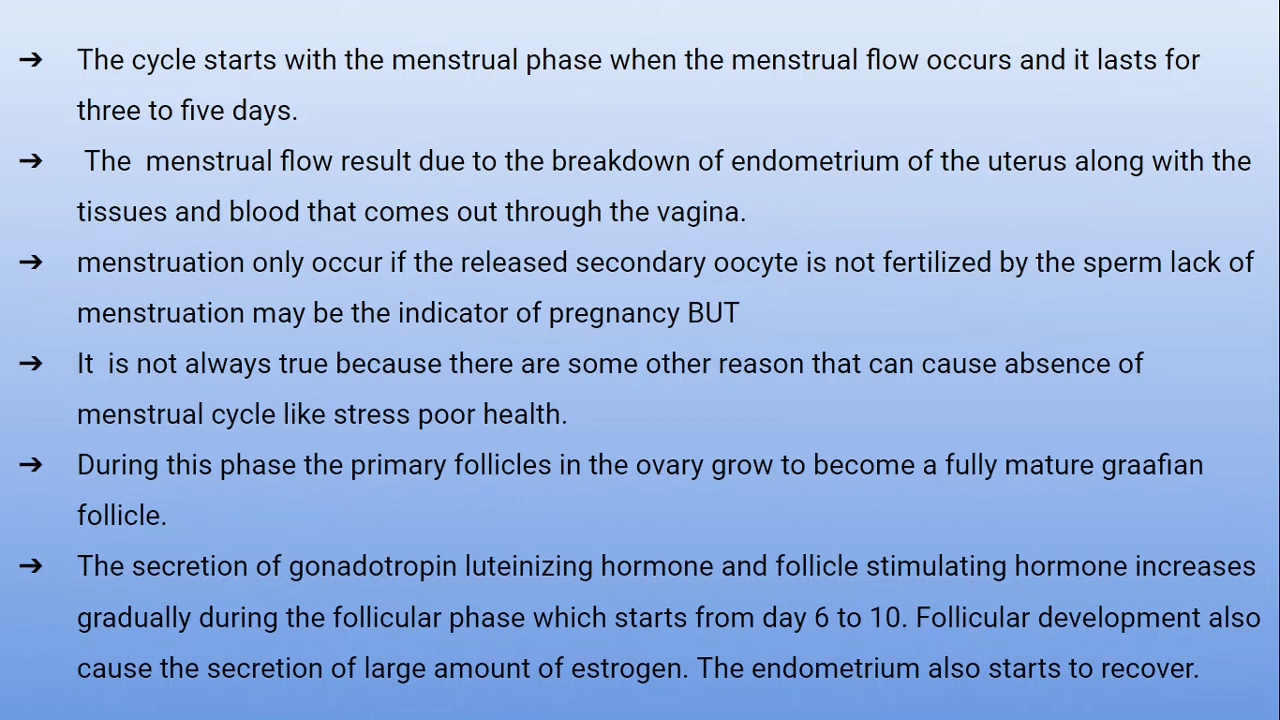 ➔ The cycle starts with the menstrual phase when the menstrual flow occurs and it lasts for
three to five days.
➔ The menstrual flow result due to the breakdown of endometrium of the uterus along with the
tissues and blood that comes out through the vagina.
➔ menstruation only occur if the released secondary oocyte is not fertilized by the sperm lack of
menstruation may be the indicator of pregnancy BUT
➔ It is not always true because there are some other reason that can cause absence of
menstrual cycle like stress poor health.
➔ During this phase the primary follicles in the ovary grow to become a fully mature graafian
follicle.
➔ The secretion of gonadotropin luteinizing hormone and follicle stimulating hormone increases
gradually during the follicular phase which starts from day 6 to 10. Follicular development also
cause the secretion of large amount of estrogen. The endometrium also starts to recover.